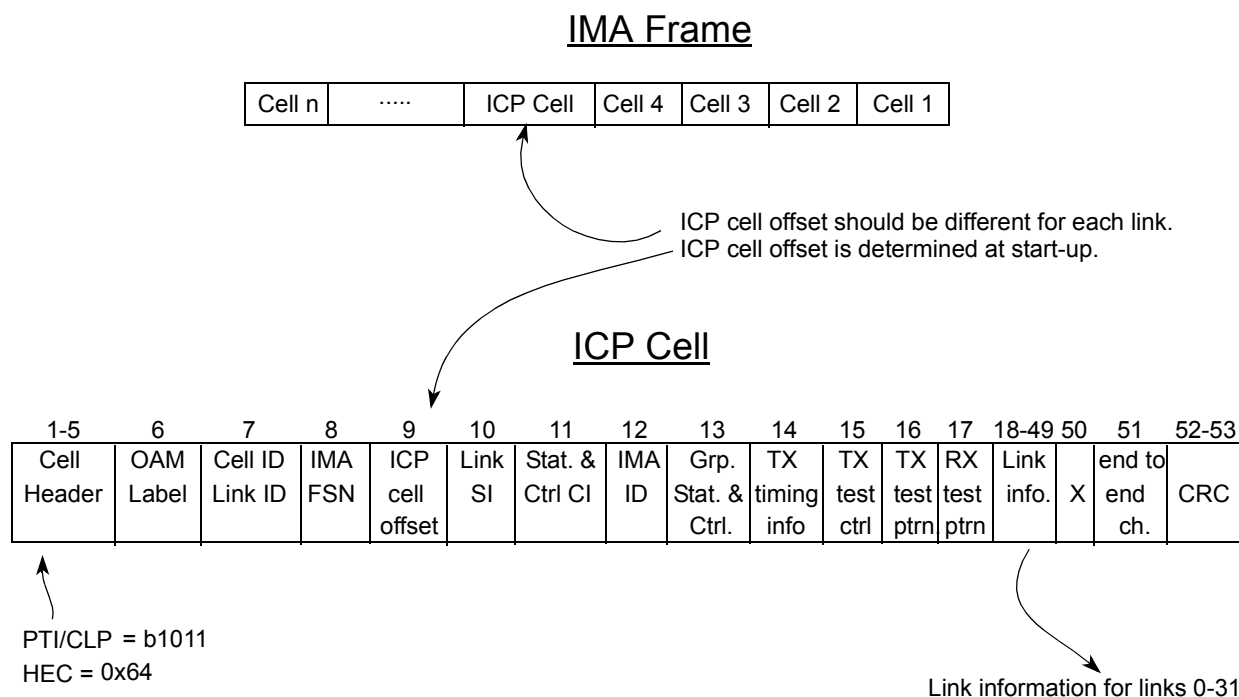 IMA Frame
Cell n ..... ICP Cell Cell 4 Cell 3 Cell 2 Cell 1
ICP cell offset should be different for each link.
ICP cell offset is determined at start-up.
ICP Cell
1-5 6 7 8 9 10 11 12 13 14 15 16 17 18-49 50 51 52-53
Cell OAM Cell ID IMA ICP Link Stat. & IMA Grp. TX TX TX RX Link end to
Header Label Link ID FSN cell SI Ctrl CI ID Stat. & timing test test test info. X end CRC
offset Ctrl. info ctrl ptrn ptrn ch.
PTI/CLP = b1011
HEC = 0x64
Link information for links 0-31